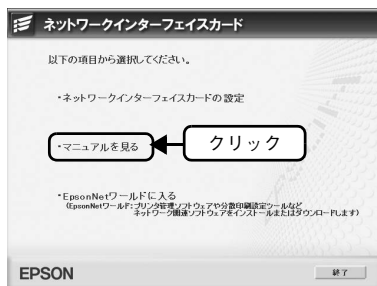 ネットワークインターフェイスカード
以下の項目から選択してください。
・ネットワークインターフェイスカードの設定
・マニュアルを見る
クリック
・EpsonNetワールドに入る
(EpsonNetワールド:プリンタ管理ソフトウェアや分散印刷設定ツールなど
ネットワーク関連ソフトウェアをインストールまたはダウンロードします)
EPSON
終了